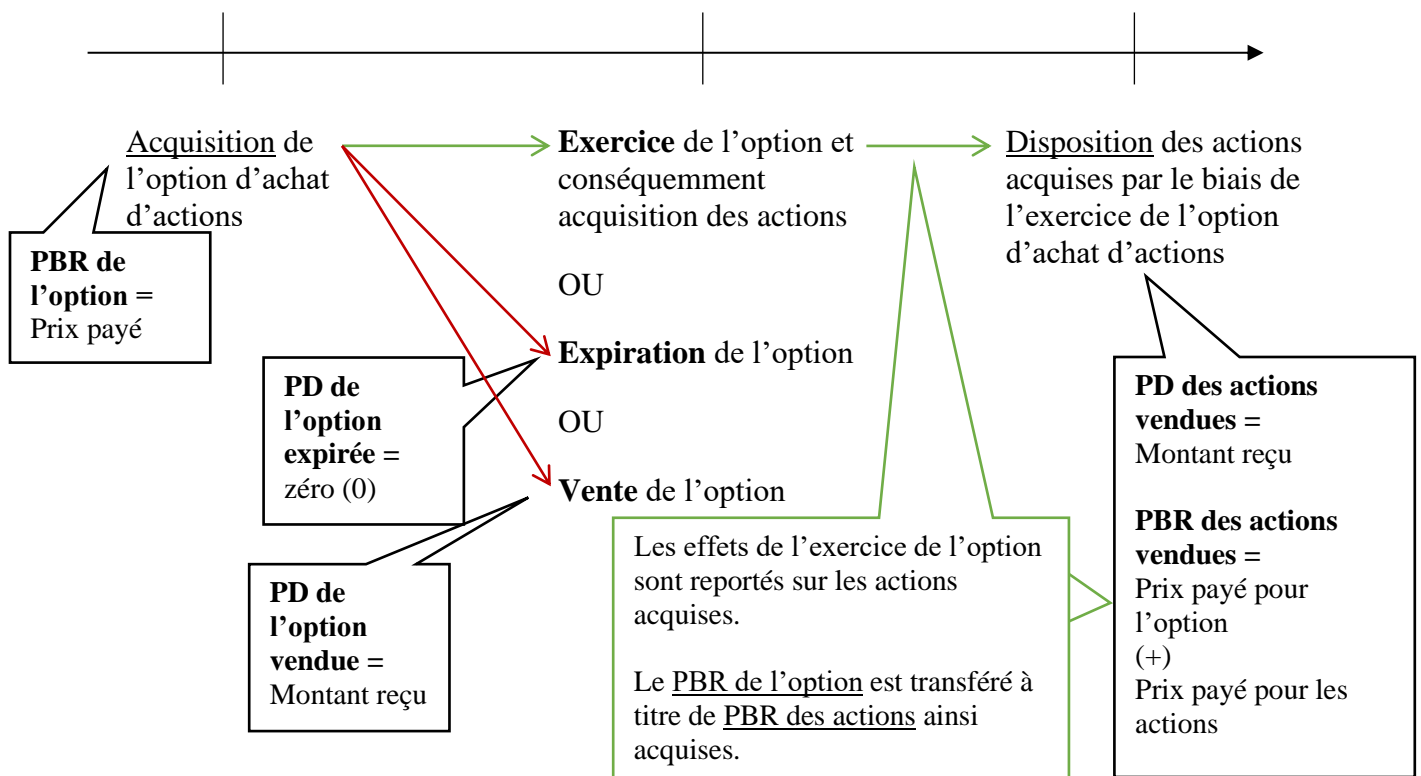 Acquisition de
l’option d’achat
d’actions
PBR de
l’option =
Prix payé
Exercice de l’option et
conséquemment
acquisition des actions
OU
Expiration de l’option
OU
Vente de l’option
PD de
l’option
expirée =
zéro (0)
PD de
l’option
vendue =
Montant reçu
Les effets de l’exercice de l’option
sont reportés sur les actions
acquises.
Le PBR de l’option est transféré à
titre de PBR des actions ainsi
acquises.
Disposition des actions
acquises par le biais de
l’exercice de l’option
d’achat d’actions
PD des actions
vendues =
Montant reçu
PBR des actions
vendues =
Prix payé pour
l’option
(+)
Prix payé pour les
actions